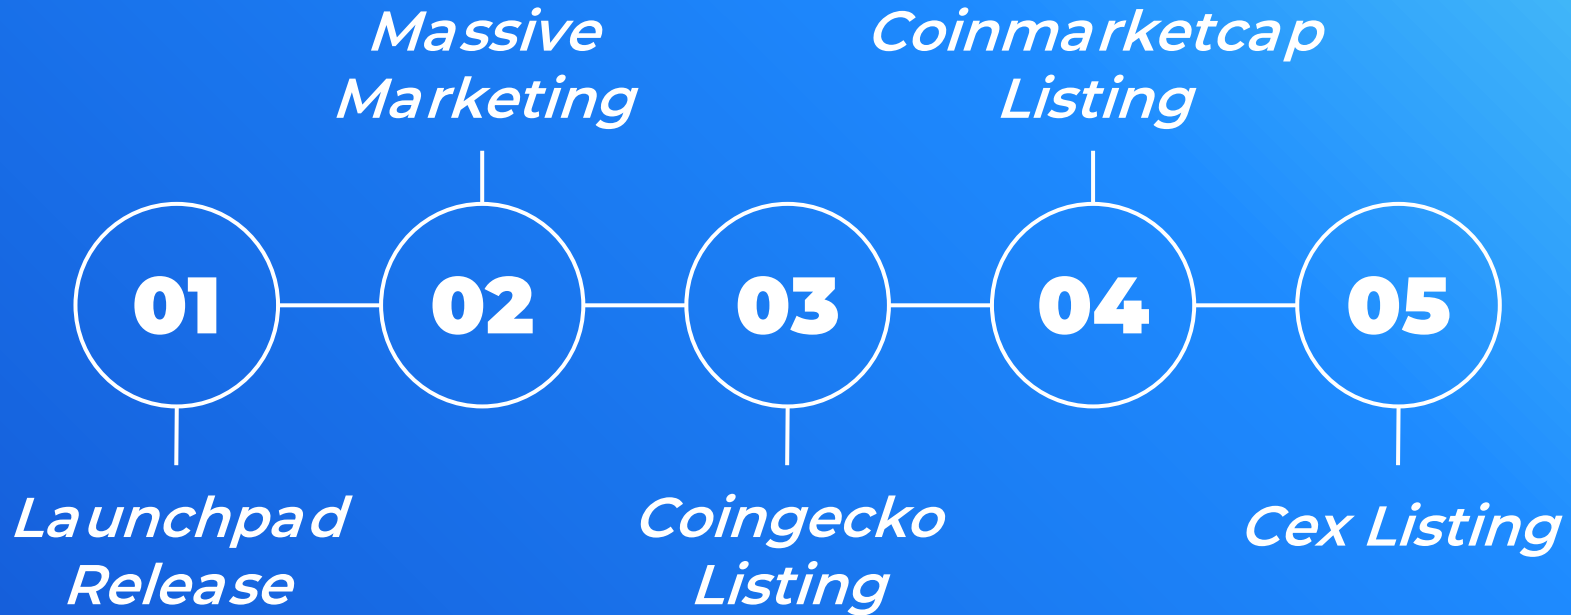 Massive
Marketing
Coinmarketcap
Listing
01
02
03
04
05
Launchpad
Release
Coingecko
Listing
Cex Listing